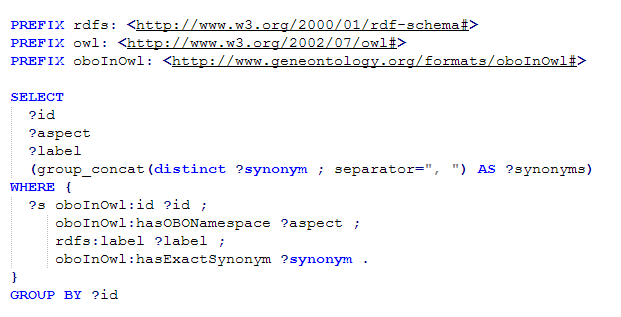 PREFIX rdfs: <http://www.w3.org/2000/01/rdf-schema#>
PREFIX owl: <http://www.w3.org/2002/07/owl#>
PREFIX oboInOwl: <http://www.geneontology.org/formats/oboInOwl#>

SELECT
  ?id
  ?aspect
  ?label
  (group_concat(distinct ?synonym ; separator=", ") AS ?synonyms)
WHERE {
  ?s oboInOwl:id ?id ;
     oboInOwl:hasOBONamespace ?aspect ;
     rdfs:label ?label ;
     oboInOwl:hasExactSynonym ?synonym .
}
GROUP BY ?id